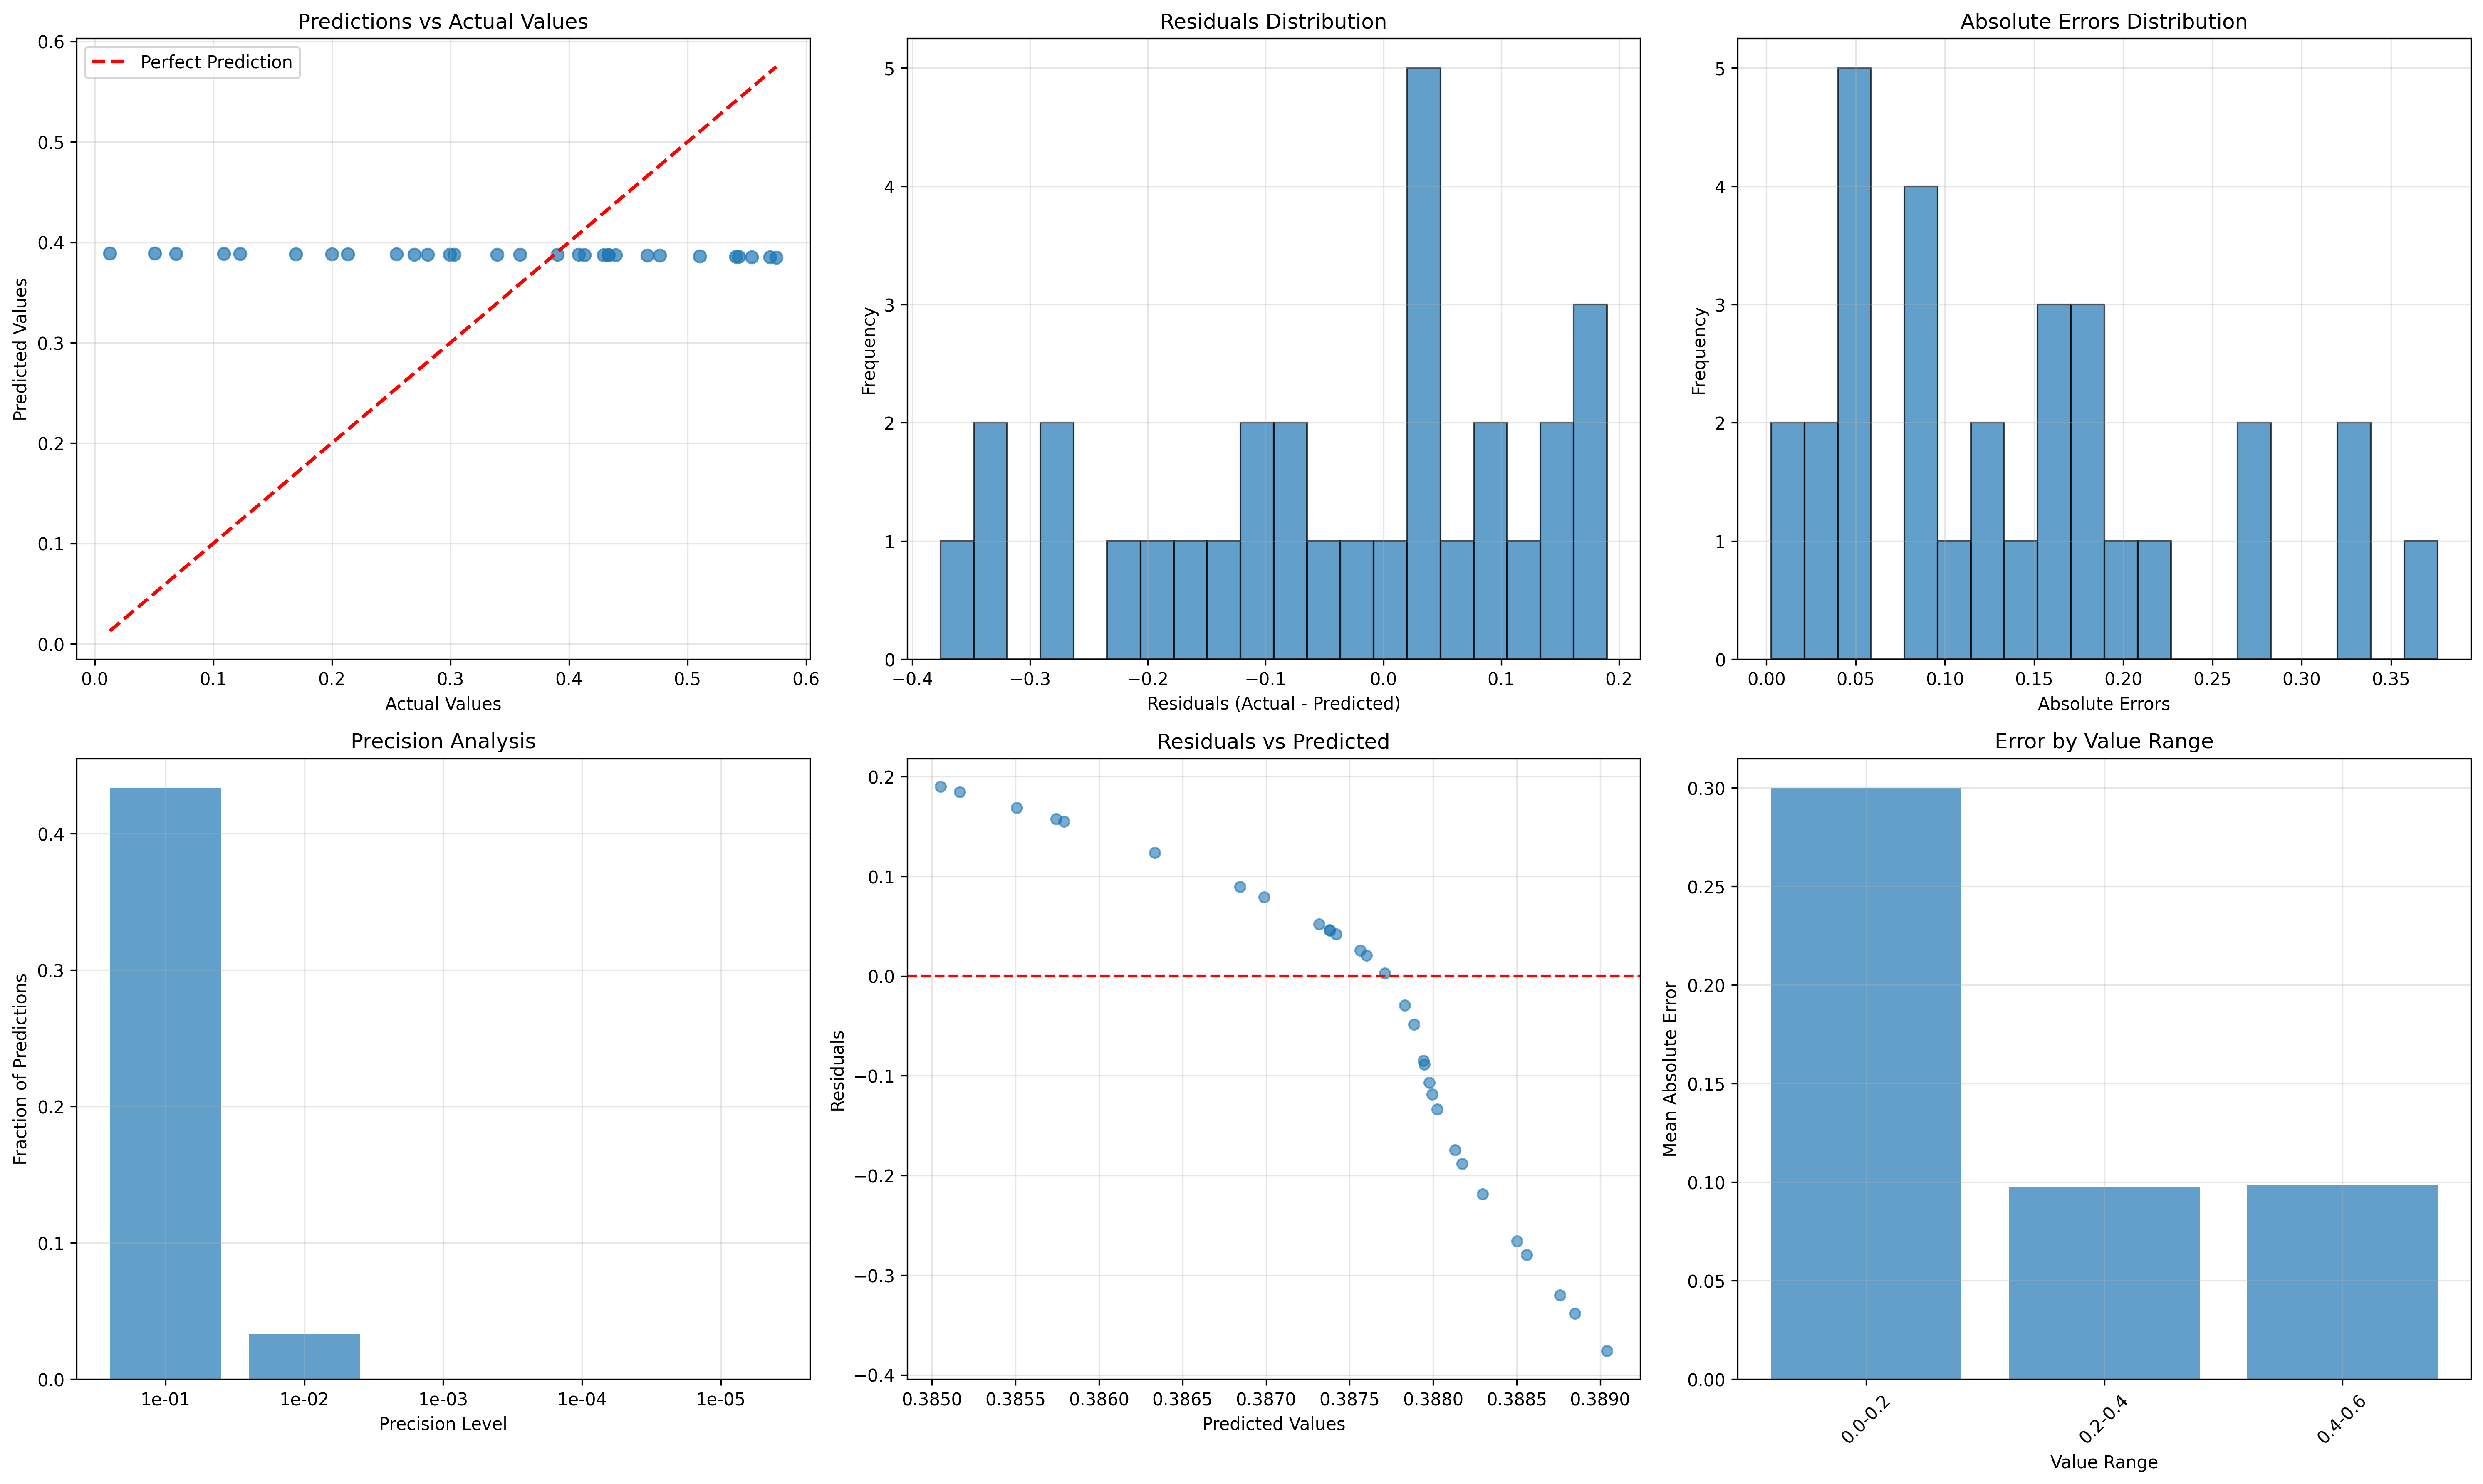 Predictions vs Actual Values
0.6
0.5
0.4
0.3
0.2
0.1
0.0
Perfect Prediction
Predicted Values
0.0 0.1 0.2 0.3 0.4 0.5 0.6
Actual Values
Residuals Distribution
5
4
3
2
1
0
Frequency
−0.4 −0.3 −0.2 −0.1 0.0 0.1 0.2
Residuals (Actual - Predicted)
Absolute Errors Distribution
5
4
3
2
1
0
Frequency
0.00 0.05 0.10 0.15 0.20 0.25 0.30 0.35
Absolute Errors
Precision Analysis
0.4
0.3
0.2
0.1
0.0
Fraction of Predictions
1e-01 1e-02 1e-03 1e-04 1e-05
Precision Level
Residuals vs Predicted
0.2
0.1
0.0
−0.1
−0.2
−0.3
−0.4
Residuals
0.3850 0.3855 0.3860 0.3865 0.3870 0.3875 0.3880 0.3885 0.3890
Predicted Values
Error by Value Range
0.30
0.25
0.20
0.15
0.10
0.05
0.00
Mean Absolute Error
0.0-0.2 0.2-0.4 0.4-0.6
Value Range